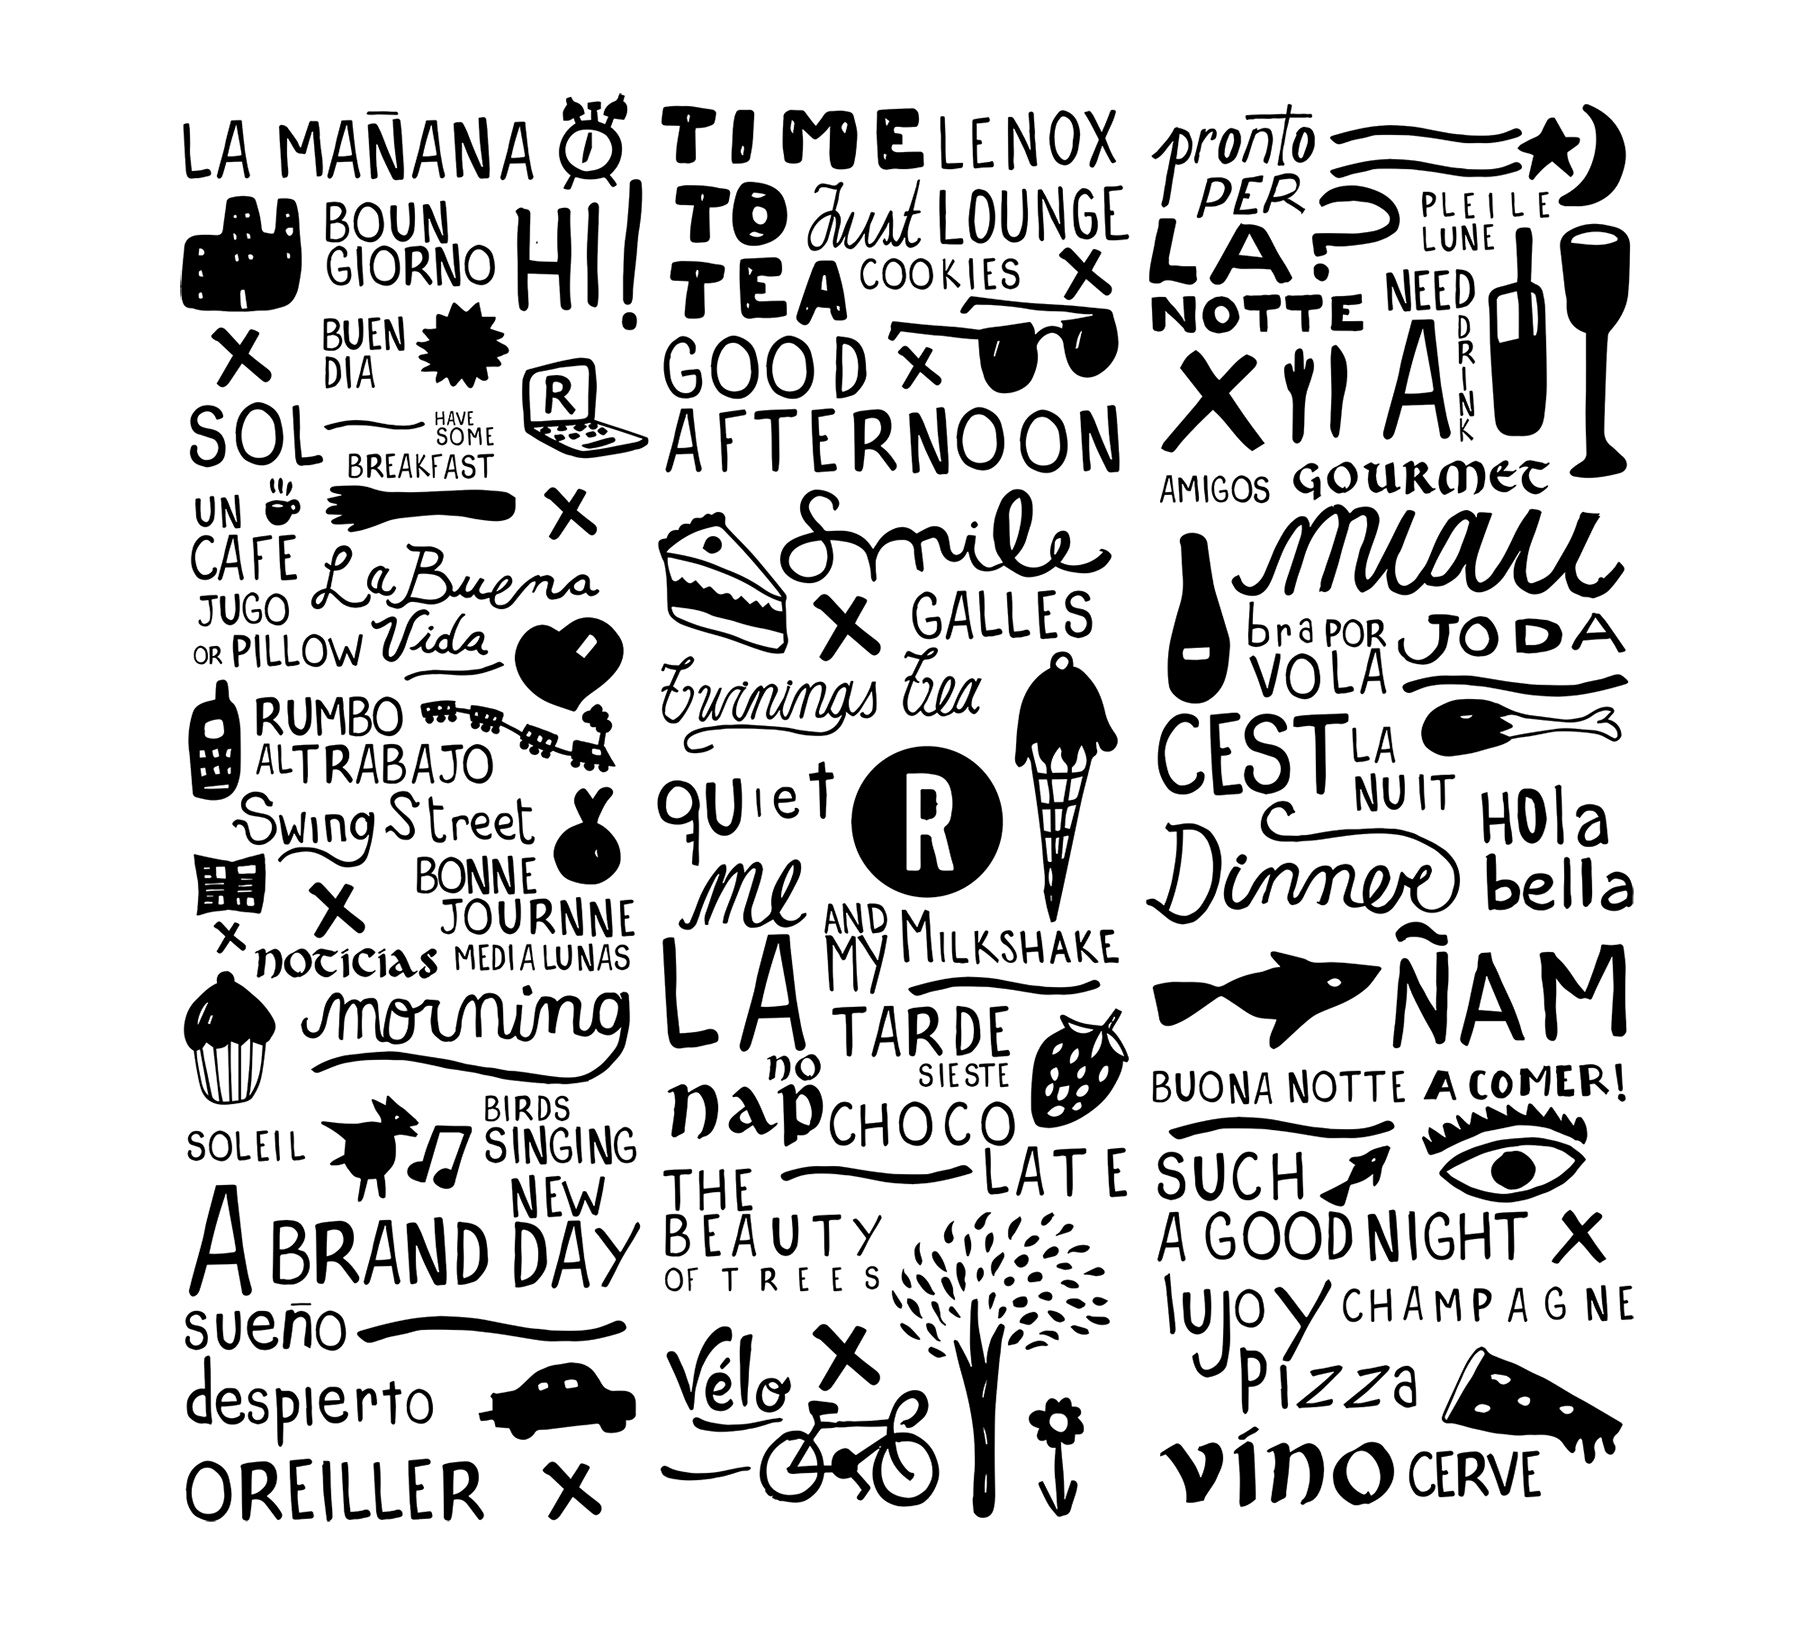 LA MAÑANA
BOUN
GIORNO
HI!
BUEN
DIA
SOL
HAVE
SOME
BREAKFAST
R
UN
CAFE
JUGO
OR PILLOW
La Buena
Vida
RUMBO
AL TRABAJO
Swing Street
BONNE
JOURNNE
noticias
MEDIALUNAS
morning
SOLEIL
BIRDS
SINGING
A BRAND
NEW
DAY
sueño
despierto
OREILLER
TIME
TO
TEA
LENOX
Just LOUNGE
COOKIES
GOOD
AFTERNOON
Smile
GALLES
Twinings Tea
quiet
R
me
AND
MY MILKSHAKE
LA
TARDE
no
nap
SIESTE
CHOCO
LATE
THE
BEAUTY
OF TREES
Vélo
pronto
PER
LA?
NOTTE
PLEILE
LUNE
NEED
A
DRINK
AMIGOS GOURMET
miau
bra POR
VOLA
JODA
CEST LA
NUIT
Dinner
HOla
bella
ÑAM
BUONA NOTTE A COMER!
SUCH
A GOOD NIGHT
lujo y CHAMPAGNE
pizza
víno CERVE